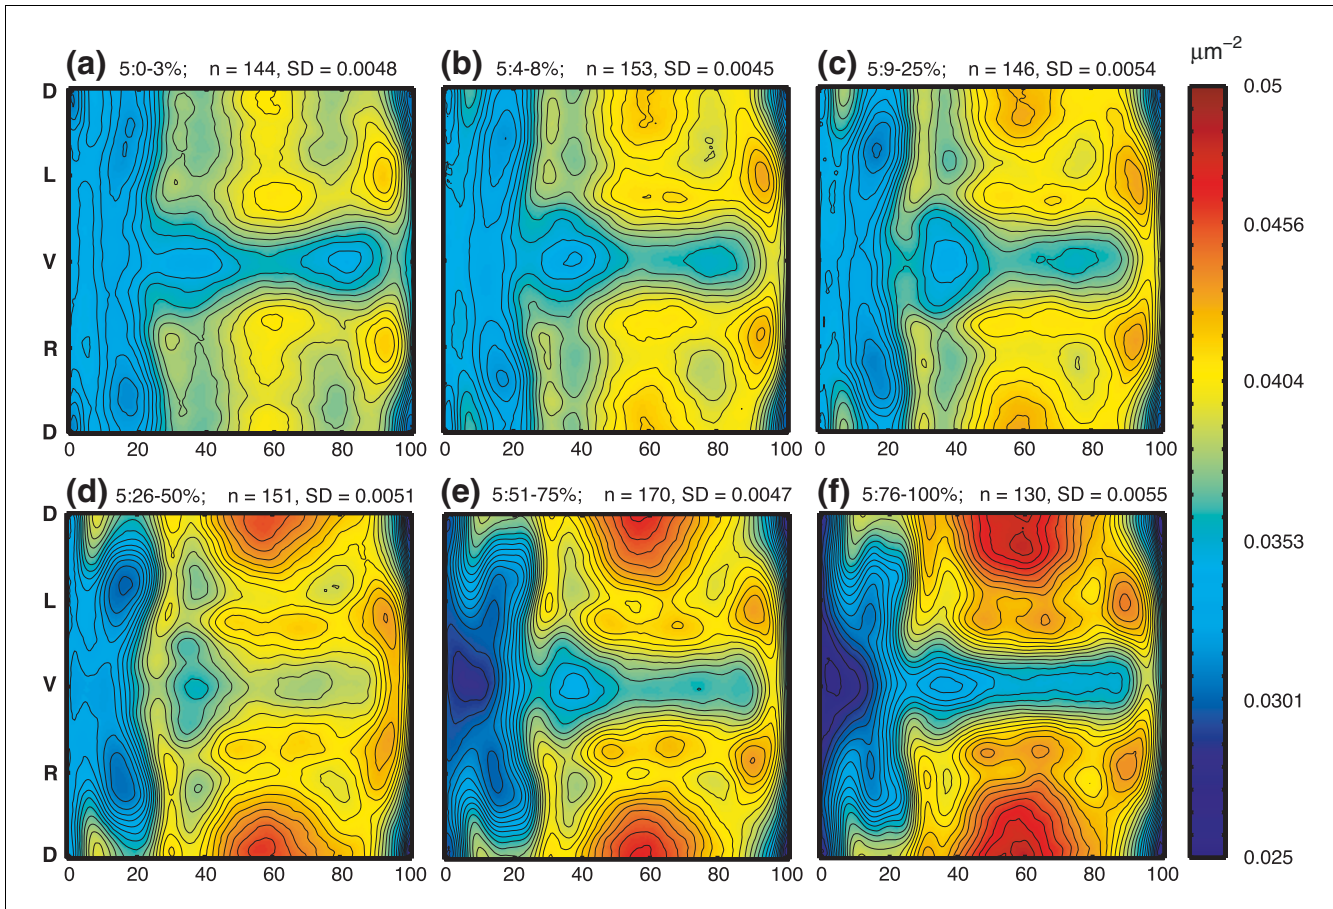 (a) 5:0-3%; n = 144, SD = 0.0048
(b) 5:4-8%; n = 153, SD = 0.0045
(c) 5:9-25%; n = 146, SD = 0.0054
μm⁻²
D
L
V
R
D
0 20 40 60 80 100
0 20 40 60 80 100
0 20 40 60 80 100
(d) 5:26-50%; n = 151, SD = 0.0051
(e) 5:51-75%; n = 170, SD = 0.0047
(f) 5:76-100%; n = 130, SD = 0.0055
D
L
V
R
D
0 20 40 60 80 100
0 20 40 60 80 100
0 20 40 60 80 100
0.05
0.0456
0.0404
0.0353
0.0301
0.025